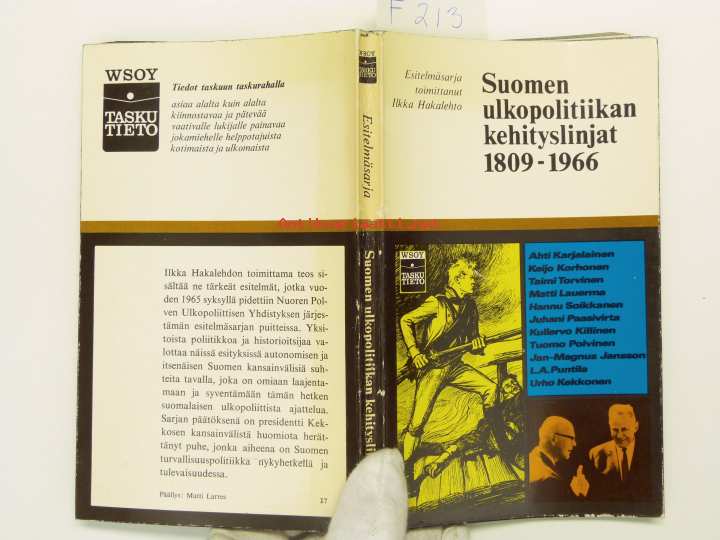 F 213
WSOY
TASKU
TIETO
Tiedot taskuun taskurahalla
asiaa alalta kuin alalta
kiinnostavaa ja pätevää
vaativalle lukijalle painavaa
jokamiehelle helppotajuista
kotimaista ja ulkomaista
Ilkka Hakalehdon toimittama teos si-
sältää ne tärkeät esitelmät, jotka vuo-
den 1965 syksyllä pidettiin Nuoren Pol-
ven Ulkopoliittisen Yhdistyksen järjes-
tämän esitelmäsarjan puitteissa. Yksi-
toista poliitikkoa ja historioitsijaa va-
lottaa näissä esityksissä autonomisen ja
itsenäisen Suomen kansainvälisiä suh-
teita tavalla, joka on omiaan laajenta-
maan ja syventämään tämän hetken
suomalaisen ulkopoliittista ajattelua.
Sarjan päätöksenä on presidentti Kek-
kosen kansainvälistä huomiota herät-
tänyt puhe, jonka aiheena on Suomen
turvallisuuspolitiikka nykyhetkellä ja
tulevaisuudessa.
Päällys: Matti Larres
17
WSOY
TASKU
TIETO
Esitelmäsarja
Suomen ulkopolitiikan kehityslin
Esitelmäsarja
toimittanut
Ilkka Hakalehto
Suomen
ulkopolitiikan
kehityslinjat
1809-1966
WSOY
TASKU
TIETO
Ahti Karjalainen
Keijo Korhonen
Taimi Torvinen
Matti Lauerma
Hannu Soikkanen
Juhani Paasivirta
Kullervo Killinen
Tuomo Polvinen
Jan-Magnus Jansson
L.A. Puntila
Urho Kekkonen